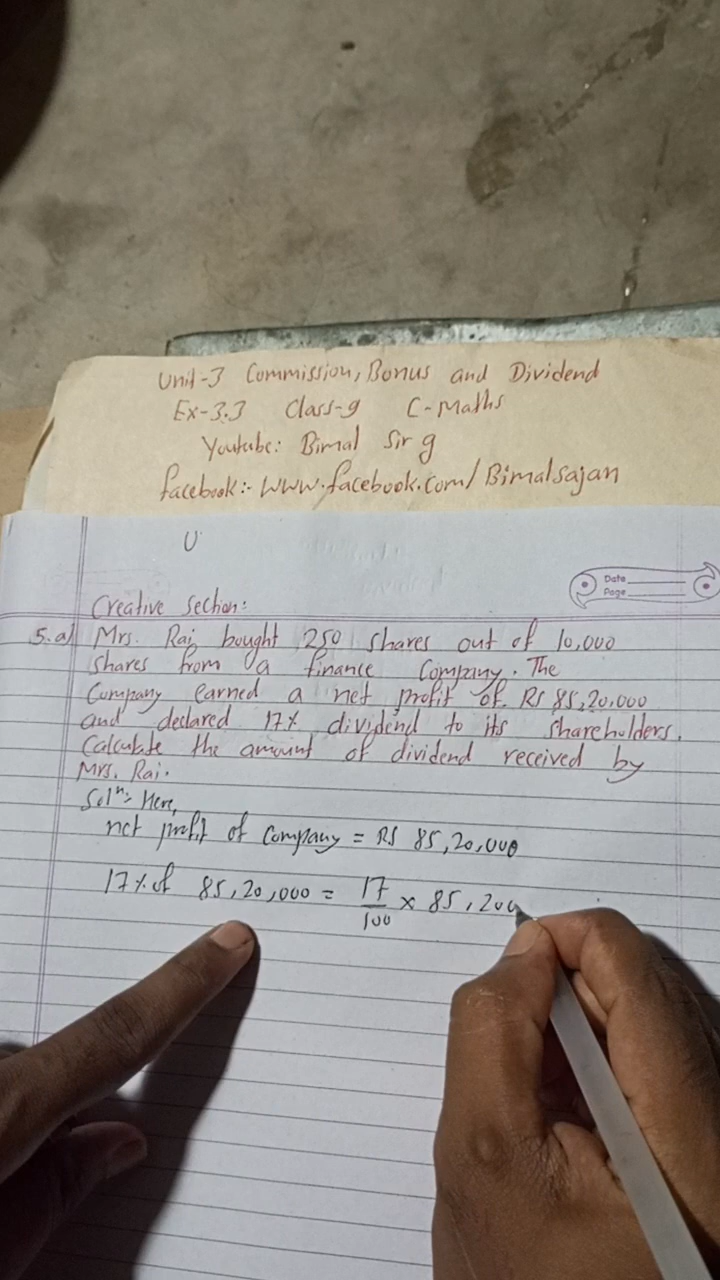 Unit-3 Commission, Bonus and Dividend
Ex-3.3 Class-9 C-Maths
Youtube: Bimal Sir g
facebook:- www.facebook.com/Bimalsajan
Date
Page
Creative Section:
5.a) Mrs. Rai bought 250 shares out of 10,000
shares from a finance Company. The
Company earned a net profit of Rs 85,20,000
and declared 17% dividend to its shareholders.
Calculate the amount of dividend received by
Mrs. Rai.
Solⁿ:- Here,
net profit of Company = Rs 85,20,000
17% of 85,20,000 = 17/100 × 85,200